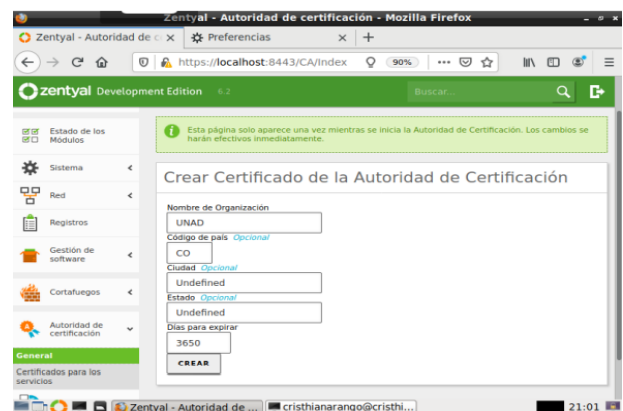 Zentyal - Autoridad de certificación - Mozilla Firefox
Zentyal - Autoridad de c
Preferencias
https://localhost:8443/CA/Index
90%
zentyal Development Edition 6.2
Buscar...
Estado de los
Módulos
Sistema
Red
Registros
Gestión de
software
Cortafuegos
Autoridad de
certificación
General
Certificados para los
servicios
Esta página solo aparece una vez mientras se inicia la Autoridad de Certificación. Los cambios se
harán efectivos inmediatamente.
Crear Certificado de la Autoridad de Certificación
Nombre de Organización
UNAD
Código de país Opcional
CO
Ciudad Opcional
Undefined
Estado Opcional
Undefined
Días para expirar
3650
CREAR
Zentyal - Autoridad de ...
cristhianarango@cristhi...
21:01